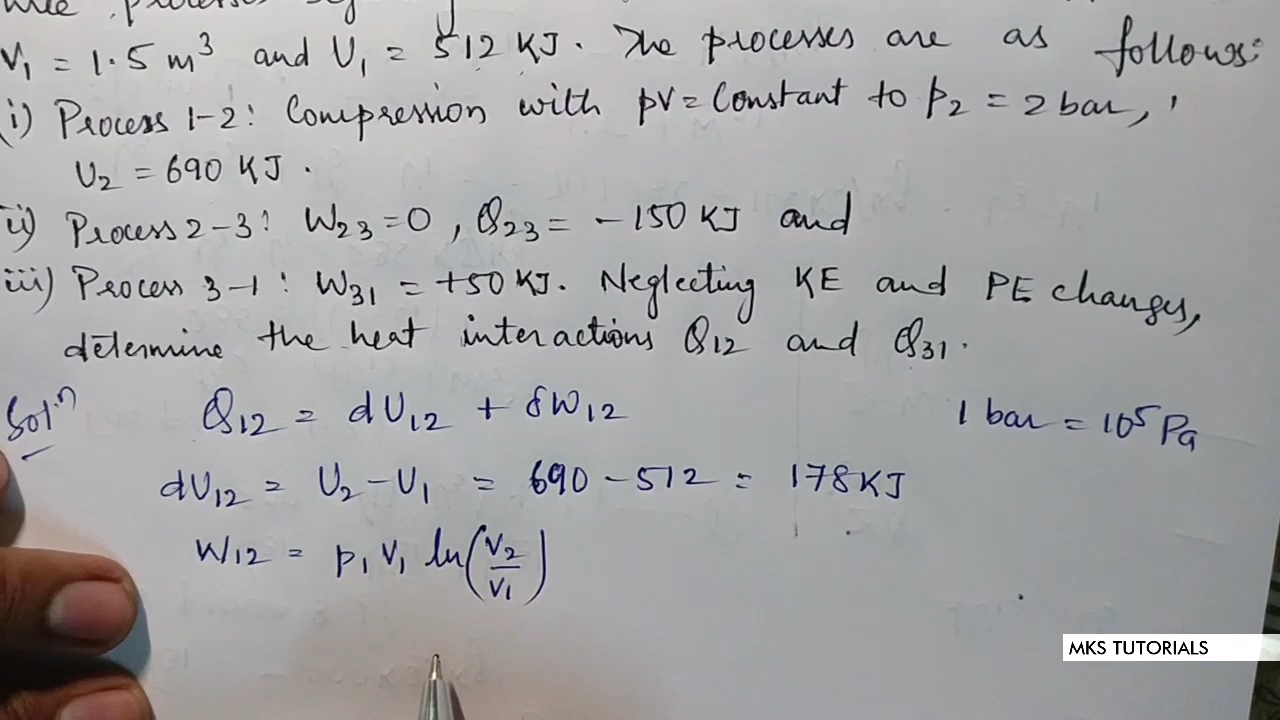 V₁ = 1.5 m³ and U₁ = 512 KJ. The processes are as follows:
(i) Process 1-2: Compression with pV = Constant to p₂ = 2 bar,
U₂ = 690 KJ.
ii) Process 2-3: W₂₃ = 0, Q₂₃ = -150 KJ and
iii) Process 3-1: W₃₁ = +50 KJ. Neglecting KE and PE changes,
determine the heat interactions Q₁₂ and Q₃₁.
Solⁿ Q₁₂ = dU₁₂ + δW₁₂ 1 bar = 10⁵ Pa
dU₁₂ = U₂ - U₁ = 690 - 512 = 178 KJ
W₁₂ = p₁ V₁ ln(V₂/V₁)
MKS TUTORIALS